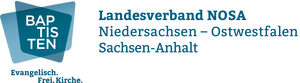 BAP
TIS
TEN
Evangelisch.
Frei. Kirche.
Landesverband NOSA
Niedersachsen – Ostwestfalen
Sachsen-Anhalt